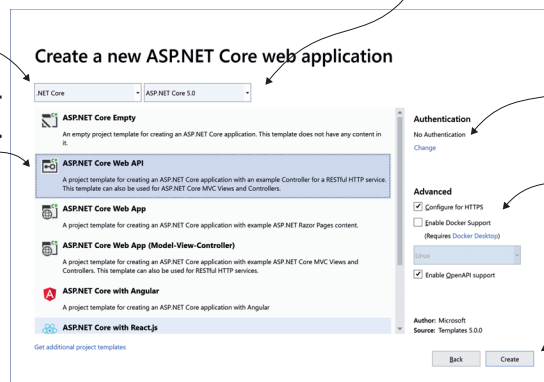 Create a new ASP.NET Core web application
.NET Core
ASP.NET Core 5.0
ASP.NET Core Empty
An empty project template for creating an ASP.NET Core application. This template does not have any content in
it.
ASP.NET Core Web API
A project template for creating an ASP.NET Core application with an example Controller for a RESTful HTTP service.
This template can also be used for ASP.NET Core MVC Views and Controllers.
ASP.NET Core Web App
A project template for creating an ASP.NET Core application with example ASP.NET Razor Pages content.
ASP.NET Core Web App (Model-View-Controller)
A project template for creating an ASP.NET Core application with example ASP.NET Core MVC Views and
Controllers. This template can also be used for RESTful HTTP services.
ASP.NET Core with Angular
A project template for creating an ASP.NET Core application with Angular
ASP.NET Core with React.js
Get additional project templates
Authentication
No Authentication
Change
Advanced
Configure for HTTPS
Enable Docker Support
(Requires Docker Desktop)
Linux
Enable OpenAPI support
Author: Microsoft
Source: Templates 5.0.0
Back
Create